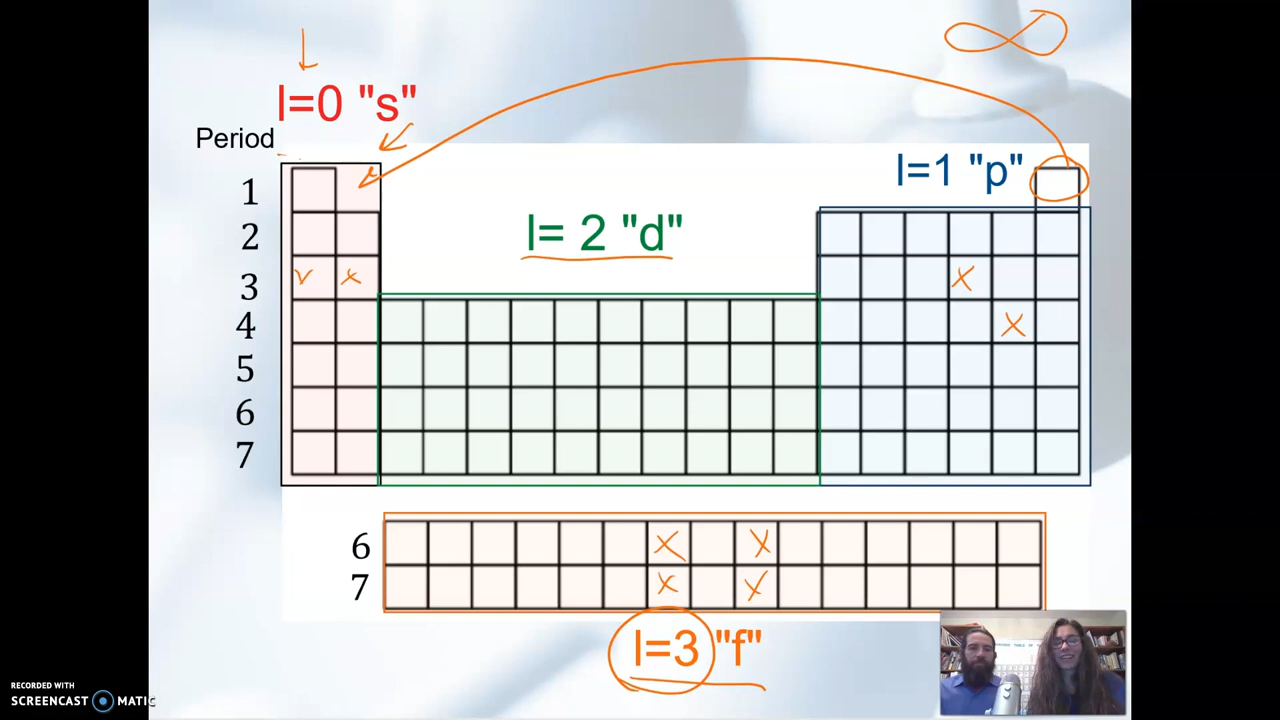 l=0 "s"
Period
l=1 "p"
1
2
l= 2 "d"
3
4
5
6
7
6
7
l=3 "f"
RECORDED WITH
SCREENCAST MATIC